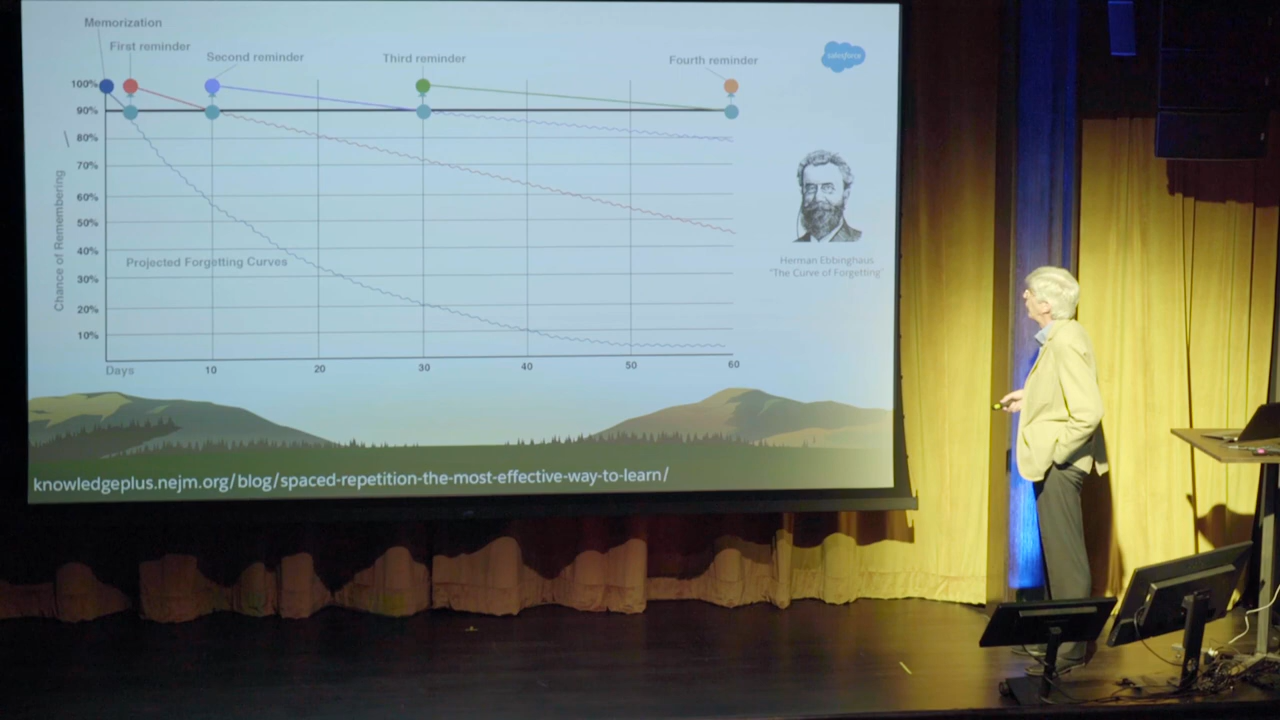 Memorization
First reminder
Second reminder
Third reminder
Fourth reminder
salesforce
100%
90%
80%
70%
60%
50%
40%
30%
20%
10%
Chance of Remembering
Projected Forgetting Curves
Days
10
20
30
40
50
60
Herman Ebbinghaus
"The Curve of Forgetting"
knowledgeplus.nejm.org/blog/spaced-repetition-the-most-effective-way-to-learn/